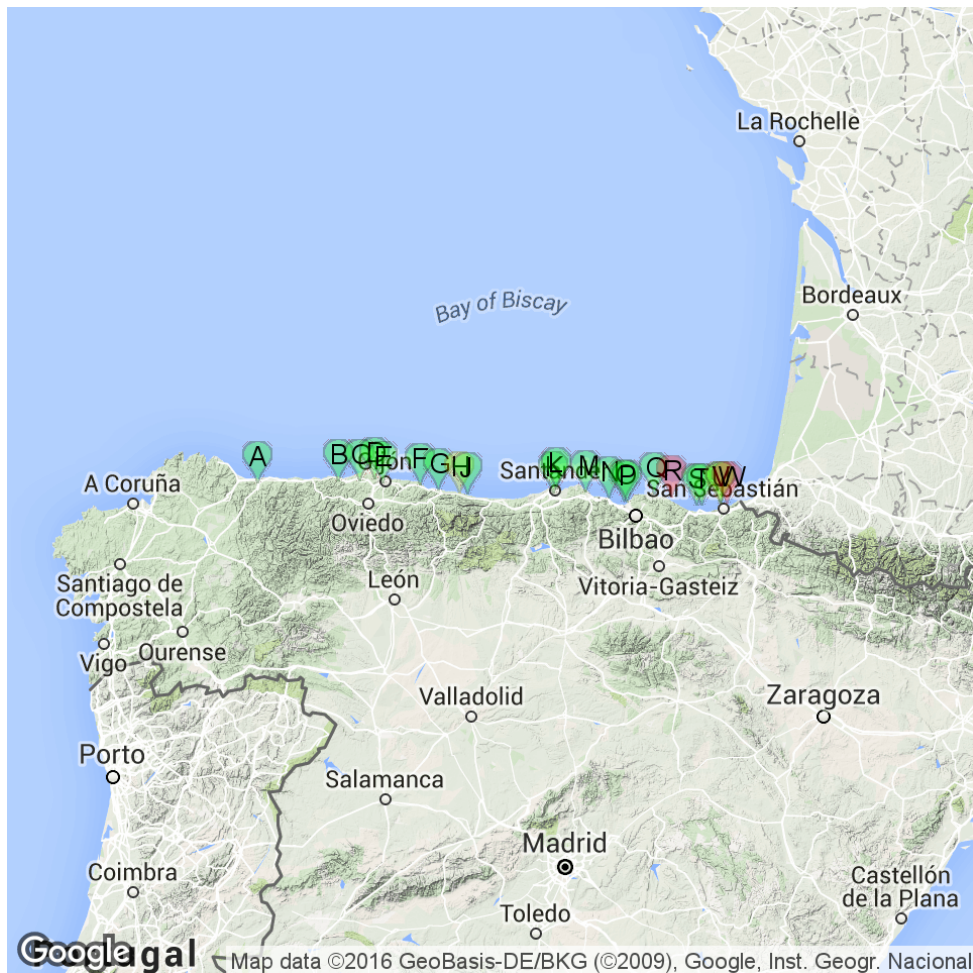 La Rochelle
Bordeaux
Bay of Biscay
A
B
C
D
E
F
G
H
J
K
M
N
P
R
S
T
W
Santander
San Sebastián
A Coruña
Oviedo
Bilbao
Santiago de
Compostela
León
Vitoria-Gasteiz
Vigo
Ourense
Valladolid
Zaragoza
Porto
Salamanca
Madrid
Coimbra
Castellón
de la Plana
Toledo
Portugal
Google
Map data ©2016 GeoBasis-DE/BKG (©2009), Google, Inst. Geogr. Nacional